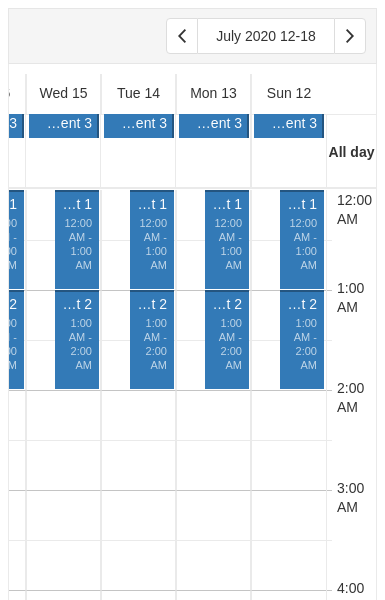 July 2020 12-18
Sun 12
Mon 13
Tue 14
Wed 15
All day
...ent 3
...ent 3
...ent 3
...ent 3
3
12:00
AM
...t 1
12:00
AM -
1:00
AM
...t 1
12:00
AM -
1:00
AM
...t 1
12:00
AM -
1:00
AM
...t 1
12:00
AM -
1:00
AM
1
1:00
AM
...t 2
1:00
AM -
2:00
AM
...t 2
1:00
AM -
2:00
AM
...t 2
1:00
AM -
2:00
AM
...t 2
1:00
AM -
2:00
AM
2
2:00
AM
3:00
AM
4:00